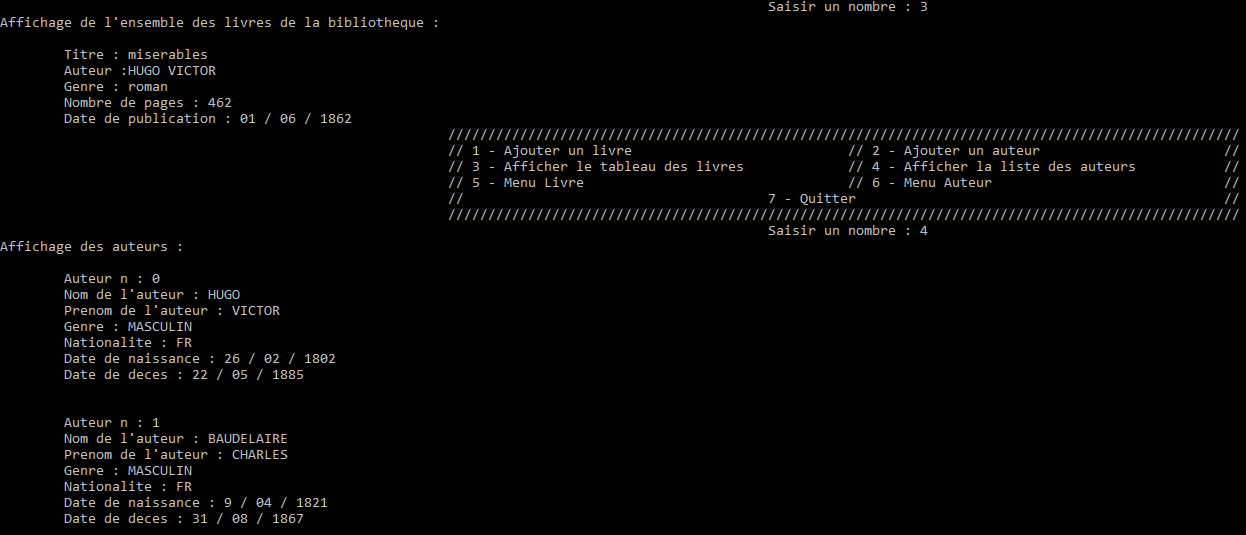 Saisir un nombre : 3
Affichage de l'ensemble des livres de la bibliotheque :
Titre : miserables
Auteur :HUGO VICTOR
Genre : roman
Nombre de pages : 462
Date de publication : 01 / 06 / 1862
///////////////////////////////////////////////////////////////////////////////////////////////////
// 1 - Ajouter un livre // 2 - Ajouter un auteur //
// 3 - Afficher le tableau des livres // 4 - Afficher la liste des auteurs //
// 5 - Menu Livre // 6 - Menu Auteur //
// 7 - Quitter //
///////////////////////////////////////////////////////////////////////////////////////////////////
Saisir un nombre : 4
Affichage des auteurs :
Auteur n : 0
Nom de l'auteur : HUGO
Prenom de l'auteur : VICTOR
Genre : MASCULIN
Nationalite : FR
Date de naissance : 26 / 02 / 1802
Date de deces : 22 / 05 / 1885
Auteur n : 1
Nom de l'auteur : BAUDELAIRE
Prenom de l'auteur : CHARLES
Genre : MASCULIN
Nationalite : FR
Date de naissance : 9 / 04 / 1821
Date de deces : 31 / 08 / 1867